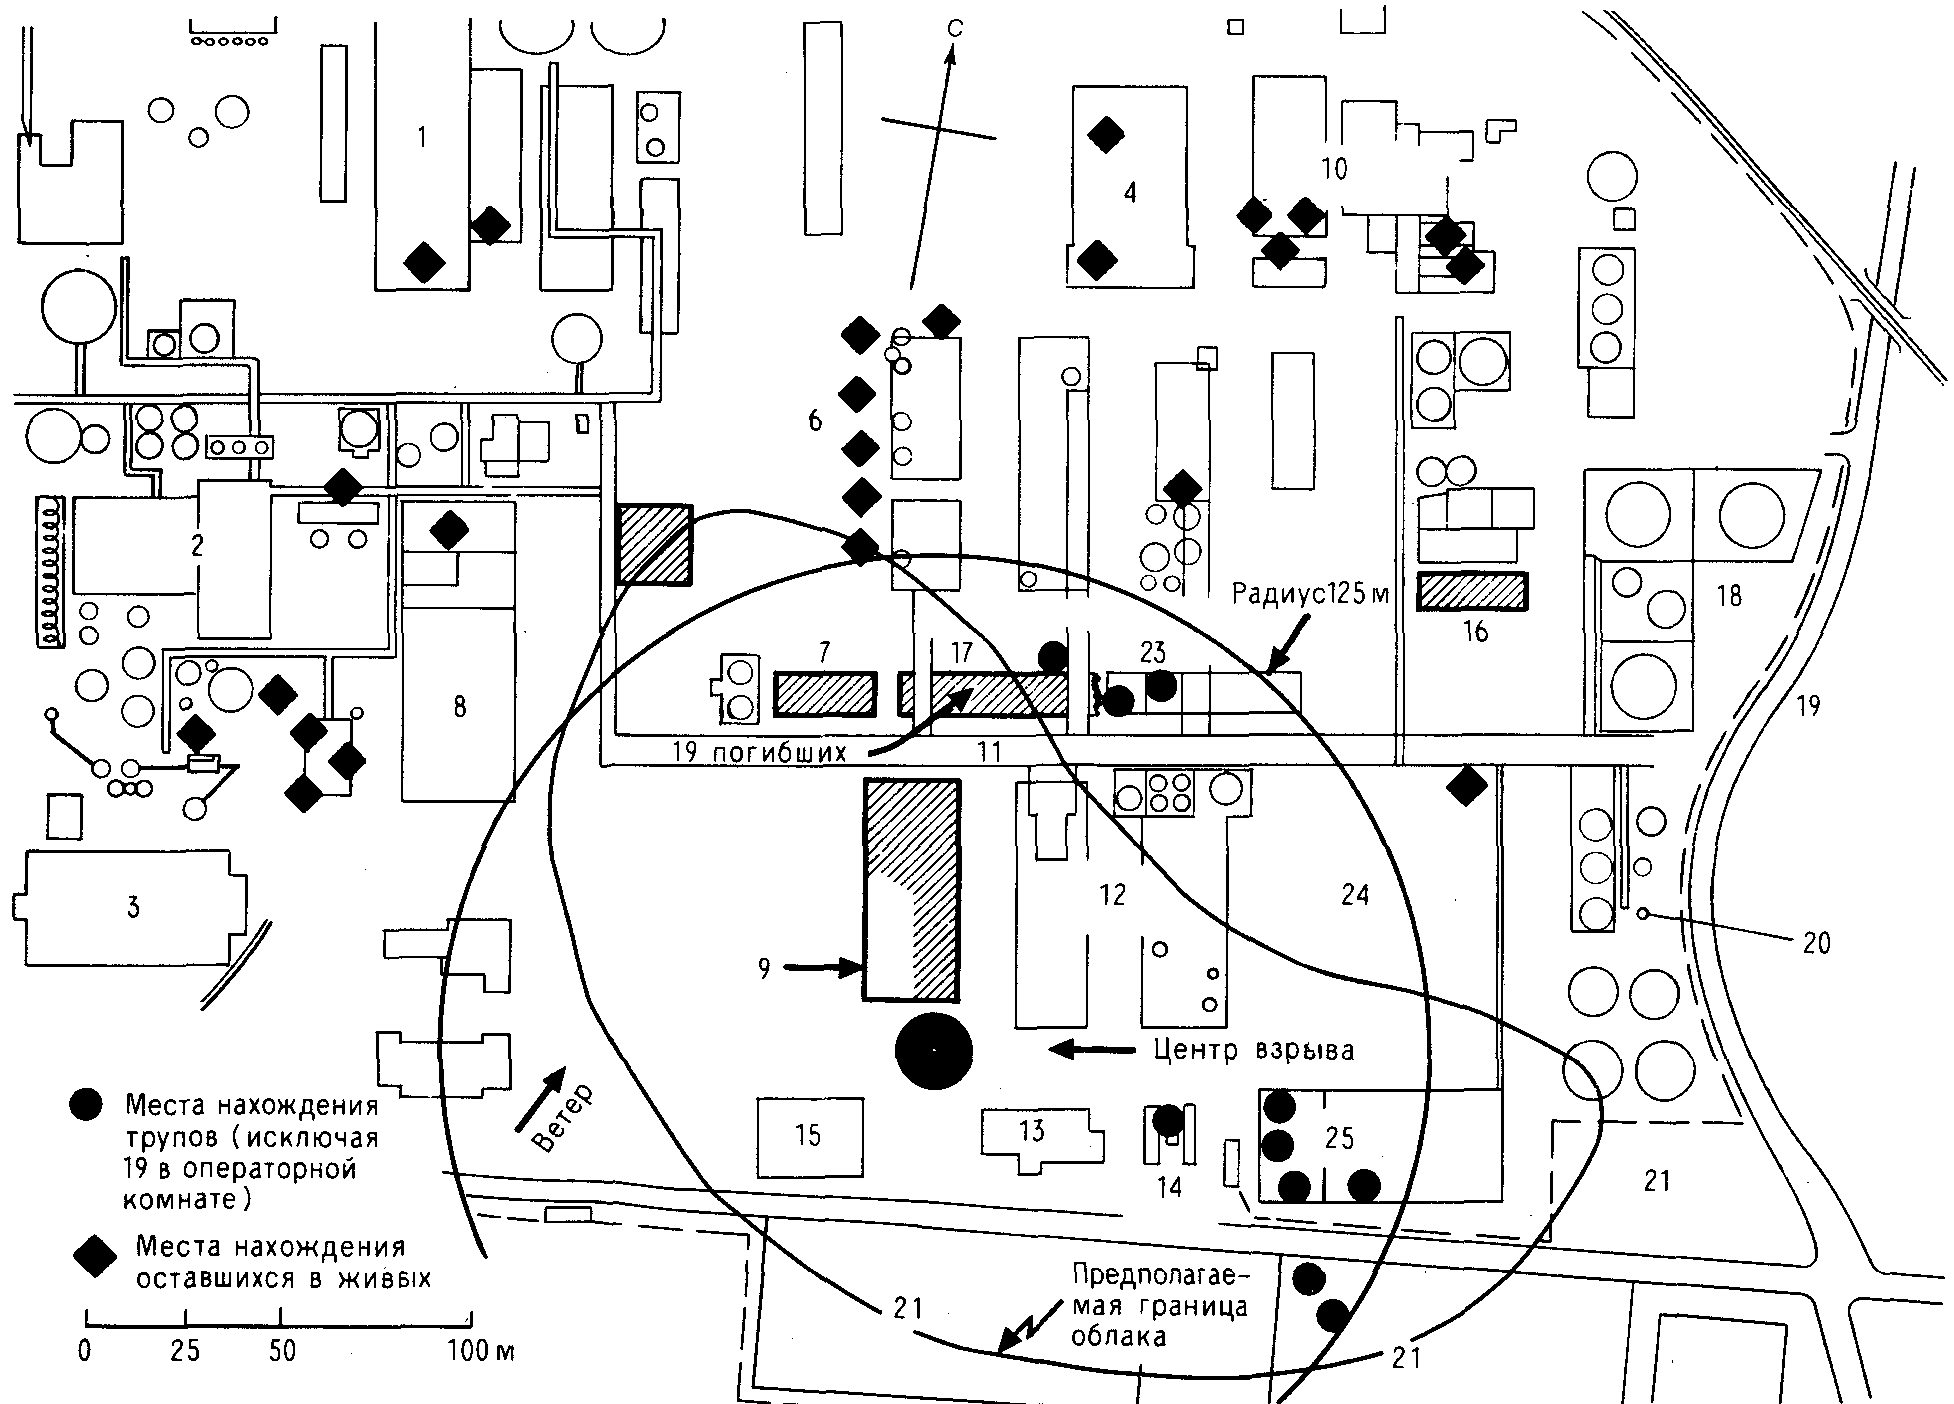 С
1
4
10
6
2
Радиус 125 м
18
16
7
17
23
8
19
19 погибших
11
3
12
24
9
20
Центр взрыва
Ветер
15
13
14
25
21
Места нахождения
трупов (исключая
19 в операторной
комнате)
Места нахождения
оставшихся в живых
Предполагае-
мая граница
облака
21
21
0 25 50 100 м